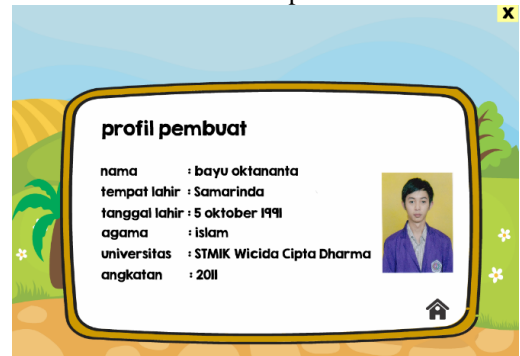 X
profil pembuat
nama : bayu oktananta
tempat lahir : Samarinda
tanggal lahir : 5 oktober 1991
agama : islam
universitas : STMIK Wicida Cipta Dharma
angkatan : 2011